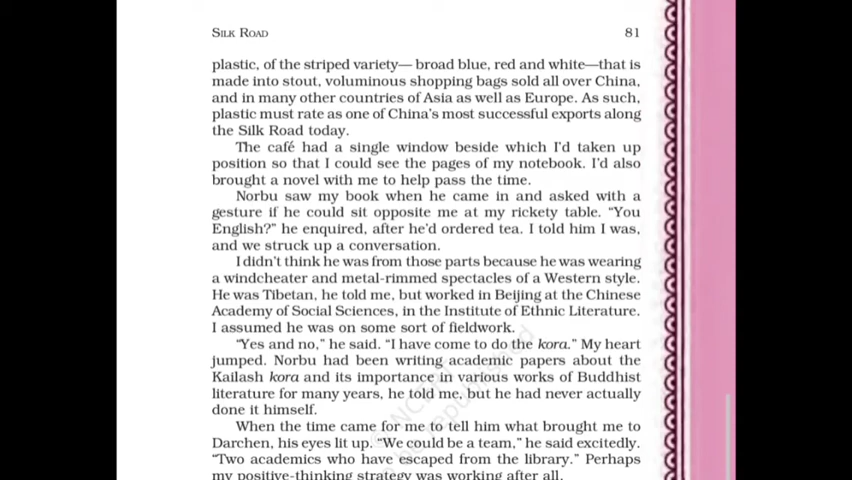 SILK ROAD 81
plastic, of the striped variety— broad blue, red and white—that is
made into stout, voluminous shopping bags sold all over China,
and in many other countries of Asia as well as Europe. As such,
plastic must rate as one of China's most successful exports along
the Silk Road today.
The café had a single window beside which I'd taken up
position so that I could see the pages of my notebook. I'd also
brought a novel with me to help pass the time.
Norbu saw my book when he came in and asked with a
gesture if he could sit opposite me at my rickety table. "You
English?" he enquired, after he'd ordered tea. I told him I was,
and we struck up a conversation.
I didn't think he was from those parts because he was wearing
a windcheater and metal-rimmed spectacles of a Western style.
He was Tibetan, he told me, but worked in Beijing at the Chinese
Academy of Social Sciences, in the Institute of Ethnic Literature.
I assumed he was on some sort of fieldwork.
"Yes and no," he said. "I have come to do the kora." My heart
jumped. Norbu had been writing academic papers about the
Kailash kora and its importance in various works of Buddhist
literature for many years, he told me, but he had never actually
done it himself.
When the time came for me to tell him what brought me to
Darchen, his eyes lit up. "We could be a team," he said excitedly.
"Two academics who have escaped from the library." Perhaps
my positive-thinking strategy was working after all.